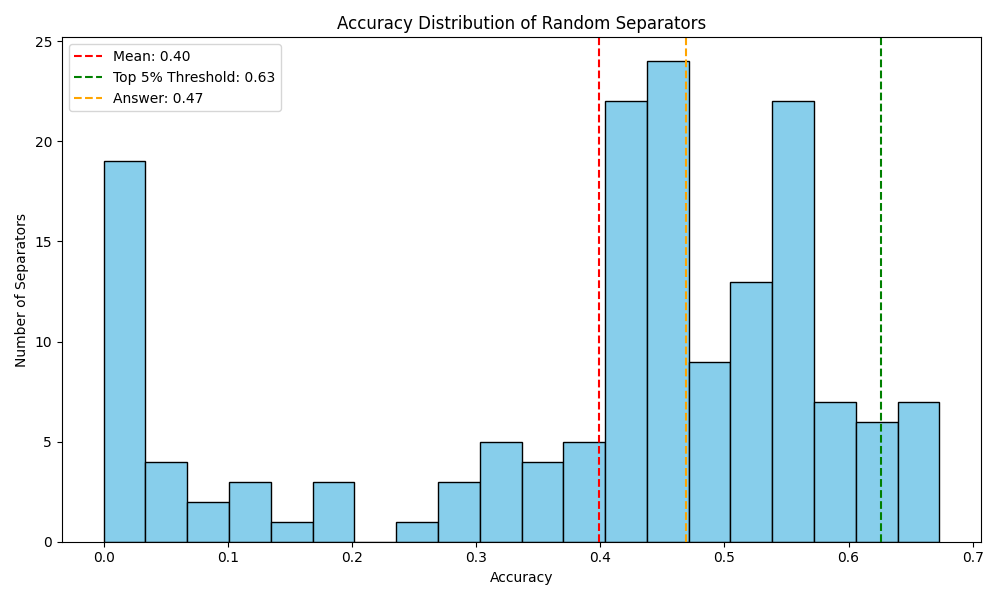 Accuracy Distribution of Random Separators
Mean: 0.40
Top 5% Threshold: 0.63
Answer: 0.47
Number of Separators
25
20
15
10
5
0
0.0 0.1 0.2 0.3 0.4 0.5 0.6 0.7
Accuracy